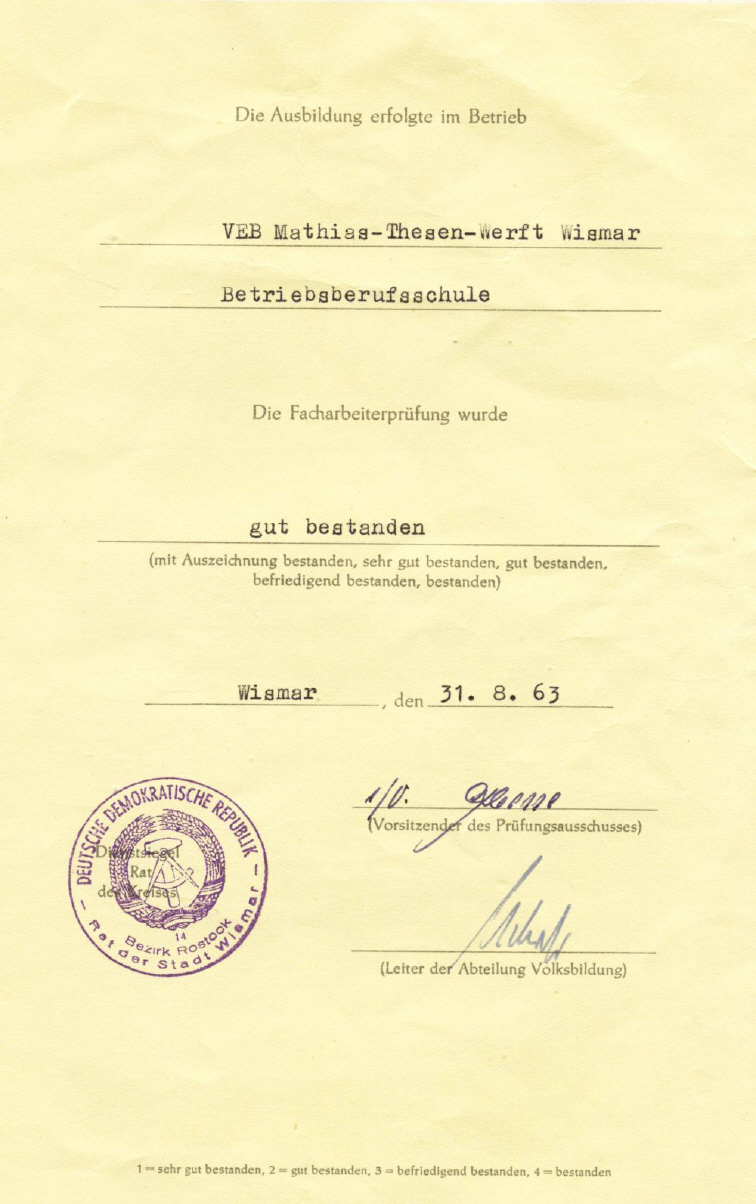 Die Ausbildung erfolgte im Betrieb
VEB Mathias-Thesen-Werft Wismar
Betriebsberufsschule
Die Facharbeiterprüfung wurde
gut bestanden
(mit Auszeichnung bestanden, sehr gut bestanden, gut bestanden,
befriedigend bestanden, bestanden)
Wismar, den 31. 8. 63
DEUTSCHE DEMOKRATISCHE REPUBLIK
Dienstsiegel
Rat
des Kreises
14
Bezirk Rostock
– Rat der Stadt Wismar –
i/V.
(Vorsitzender des Prüfungsausschusses)
(Leiter der Abteilung Volksbildung)
1 = sehr gut bestanden, 2 = gut bestanden, 3 = befriedigend bestanden, 4 = bestanden